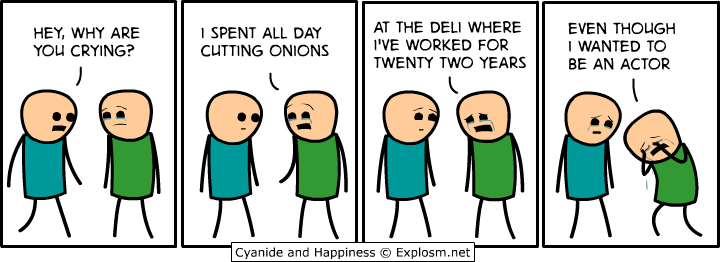 HEY, WHY ARE
YOU CRYING?
I SPENT ALL DAY
CUTTING ONIONS
AT THE DELI WHERE
I'VE WORKED FOR
TWENTY TWO YEARS
EVEN THOUGH
I WANTED TO
BE AN ACTOR
Cyanide and Happiness © Explosm.net